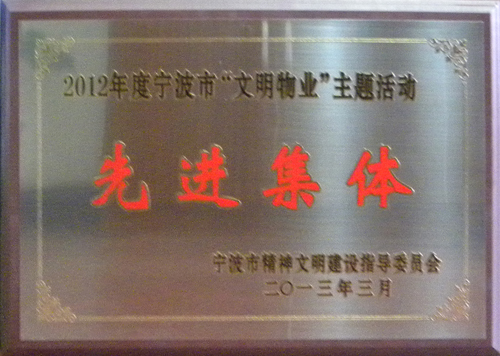 2012年度宁波市“文明物业”主题活动
先进集体
宁波市精神文明建设指导委员会
二〇一三年三月